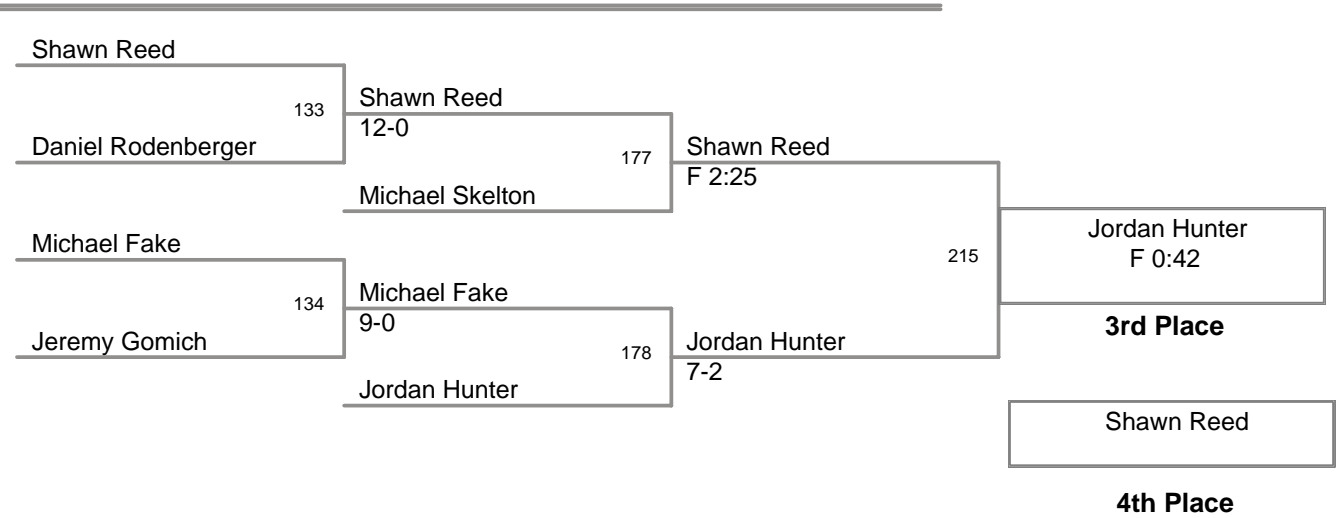 Shawn Reed
133
Daniel Rodenberger
Shawn Reed
12-0
177
Michael Skelton
Shawn Reed
F 2:25
Michael Fake
134
Jeremy Gomich
Michael Fake
9-0
178
Jordan Hunter
Jordan Hunter
7-2
215
Jordan Hunter
F 0:42
3rd Place
Shawn Reed
4th Place